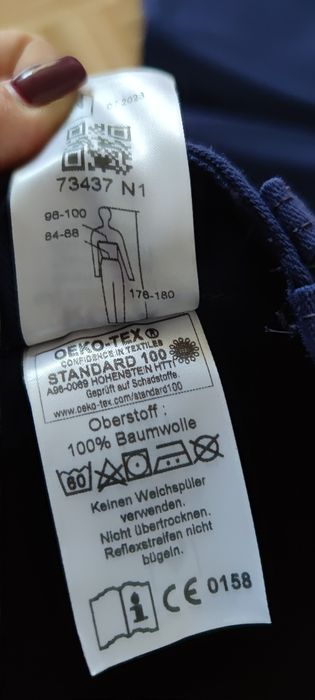 73437 N1
96-100
84-88
176-180
OEKO-TEX®
CONFIDENCE IN TEXTILES
STANDARD 100
A96-0069 HOHENSTEIN HTTI
Geprüft auf Schadstoffe.
www.oeko-tex.com/standard100
Oberstoff :
100% Baumwolle
60
Keinen Weichspüler
verwenden.
Nicht übertrocknen.
Reflexstreifen nicht
bügeln.
i CE 0158